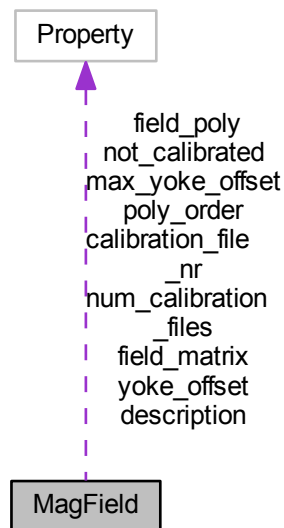 Property
field_poly
not_calibrated
max_yoke_offset
poly_order
calibration_file
_nr
num_calibration
_files
field_matrix
yoke_offset
description
MagField